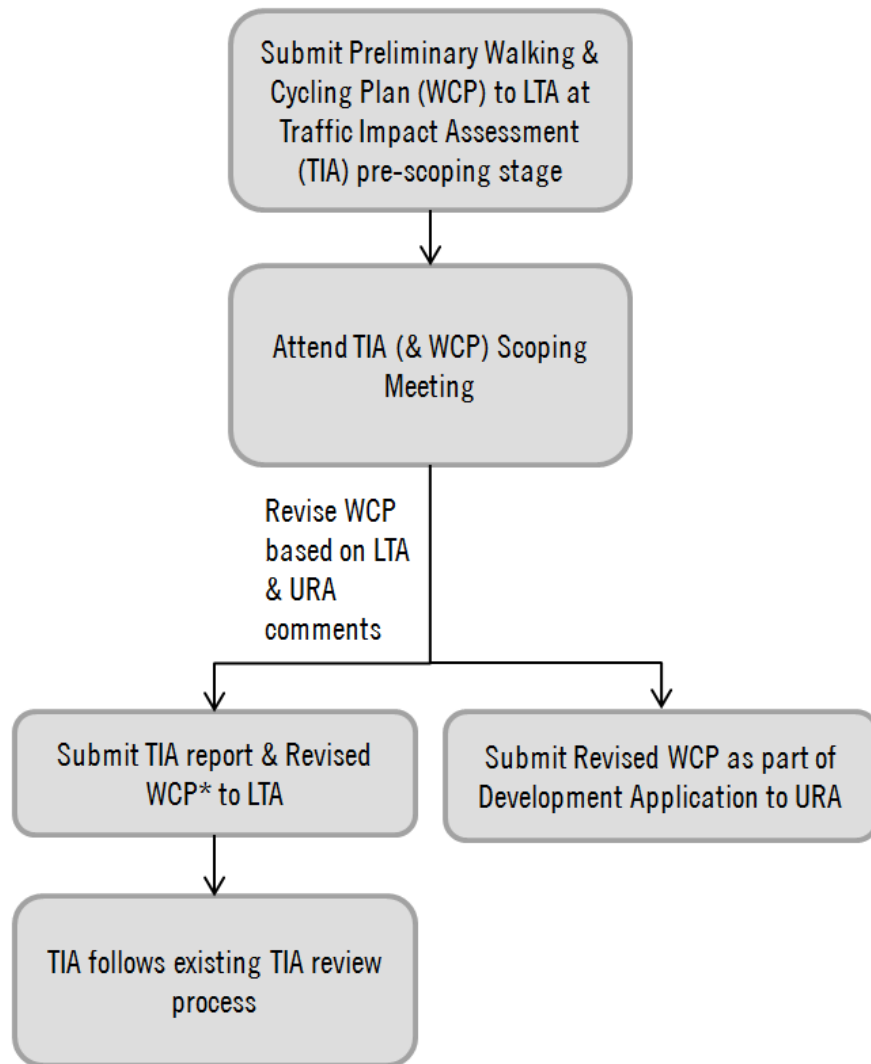 Submit Preliminary Walking &
Cycling Plan (WCP) to LTA at
Traffic Impact Assessment
(TIA) pre-scoping stage
Attend TIA (& WCP) Scoping
Meeting
Revise WCP
based on LTA
& URA
comments
Submit TIA report & Revised
WCP* to LTA
Submit Revised WCP as part of
Development Application to URA
TIA follows existing TIA review
process